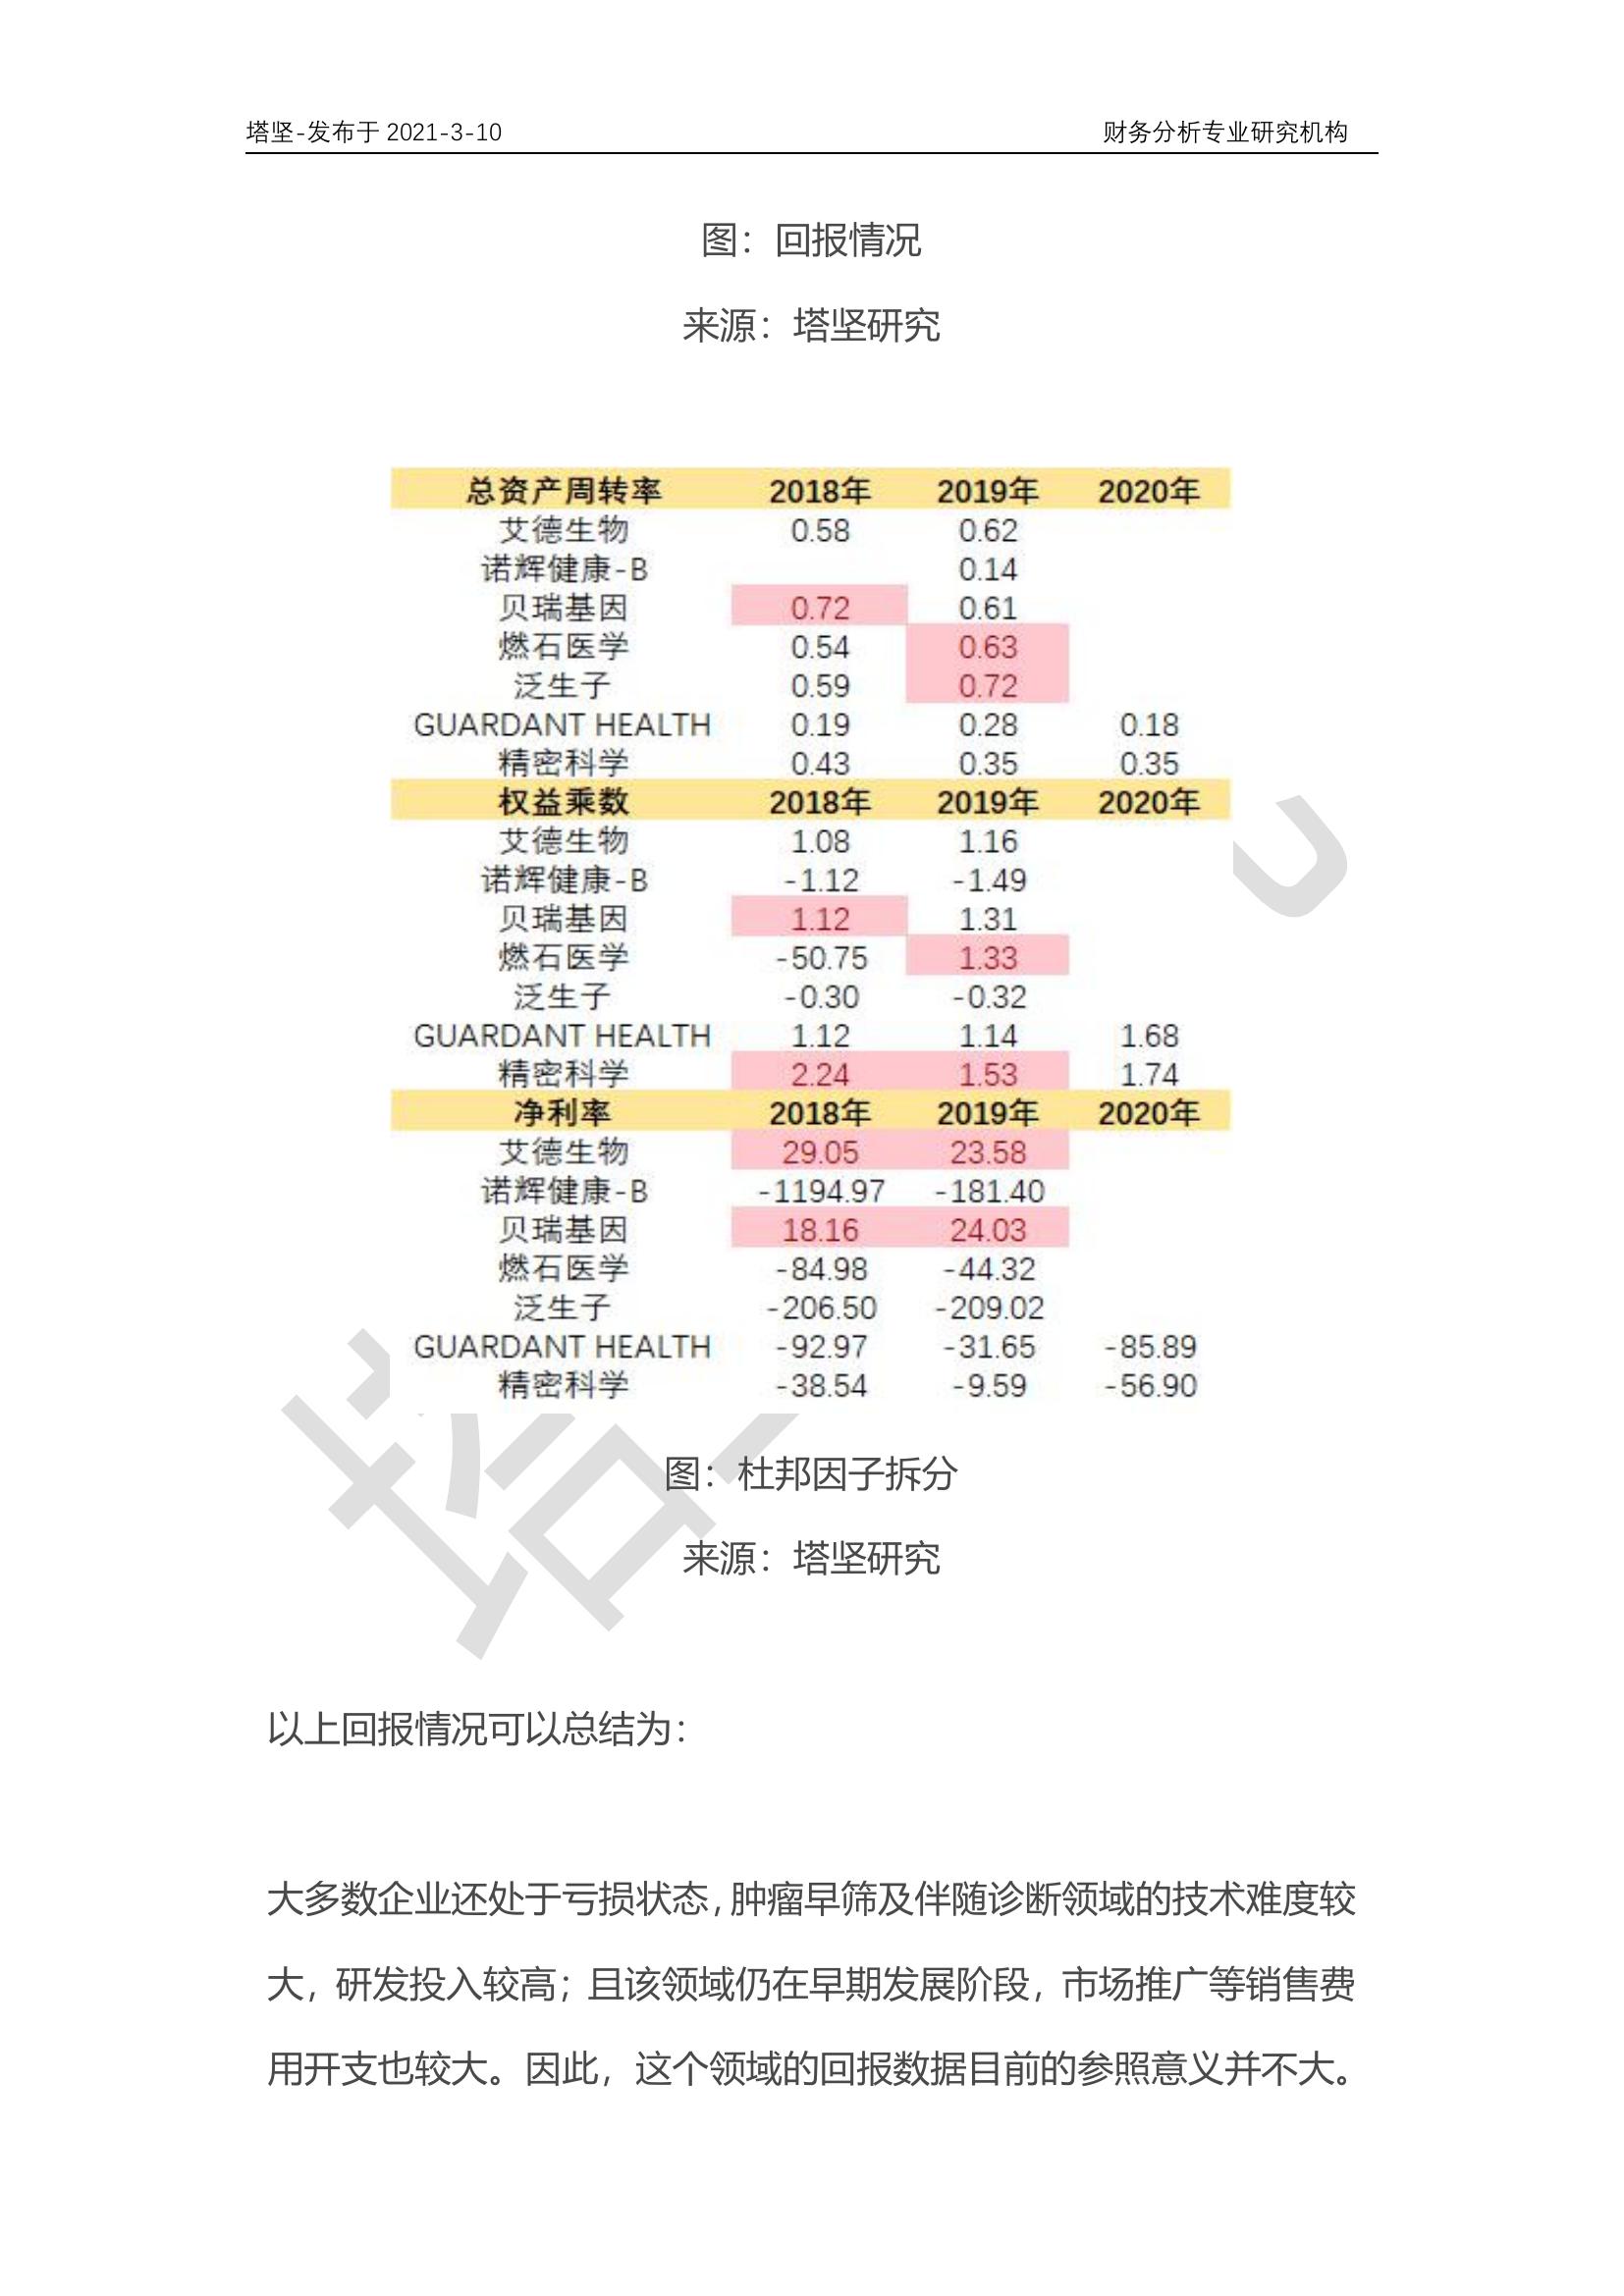 塔坚-发布于 2021-3-10 财务分析专业研究机构
图：回报情况
来源：塔坚研究
总资产周转率 2018年 2019年 2020年
艾德生物 0.58 0.62
诺辉健康-B 0.14
贝瑞基因 0.72 0.61
燃石医学 0.54 0.63
泛生子 0.59 0.72
GUARDANT HEALTH 0.19 0.28 0.18
精密科学 0.43 0.35 0.35
权益乘数 2018年 2019年 2020年
艾德生物 1.08 1.16
诺辉健康-B -1.12 -1.49
贝瑞基因 1.12 1.31
燃石医学 -50.75 1.33
泛生子 -0.30 -0.32
GUARDANT HEALTH 1.12 1.14 1.68
精密科学 2.24 1.53 1.74
净利率 2018年 2019年 2020年
艾德生物 29.05 23.58
诺辉健康-B -1194.97 -181.40
贝瑞基因 18.16 24.03
燃石医学 -84.98 -44.32
泛生子 -206.50 -209.02
GUARDANT HEALTH -92.97 -31.65 -85.89
精密科学 -38.54 -9.59 -56.90
图：杜邦因子拆分
来源：塔坚研究
以上回报情况可以总结为：
大多数企业还处于亏损状态，肿瘤早筛及伴随诊断领域的技术难度较
大，研发投入较高；且该领域仍在早期发展阶段，市场推广等销售费
用开支也较大。因此，这个领域的回报数据目前的参照意义并不大。